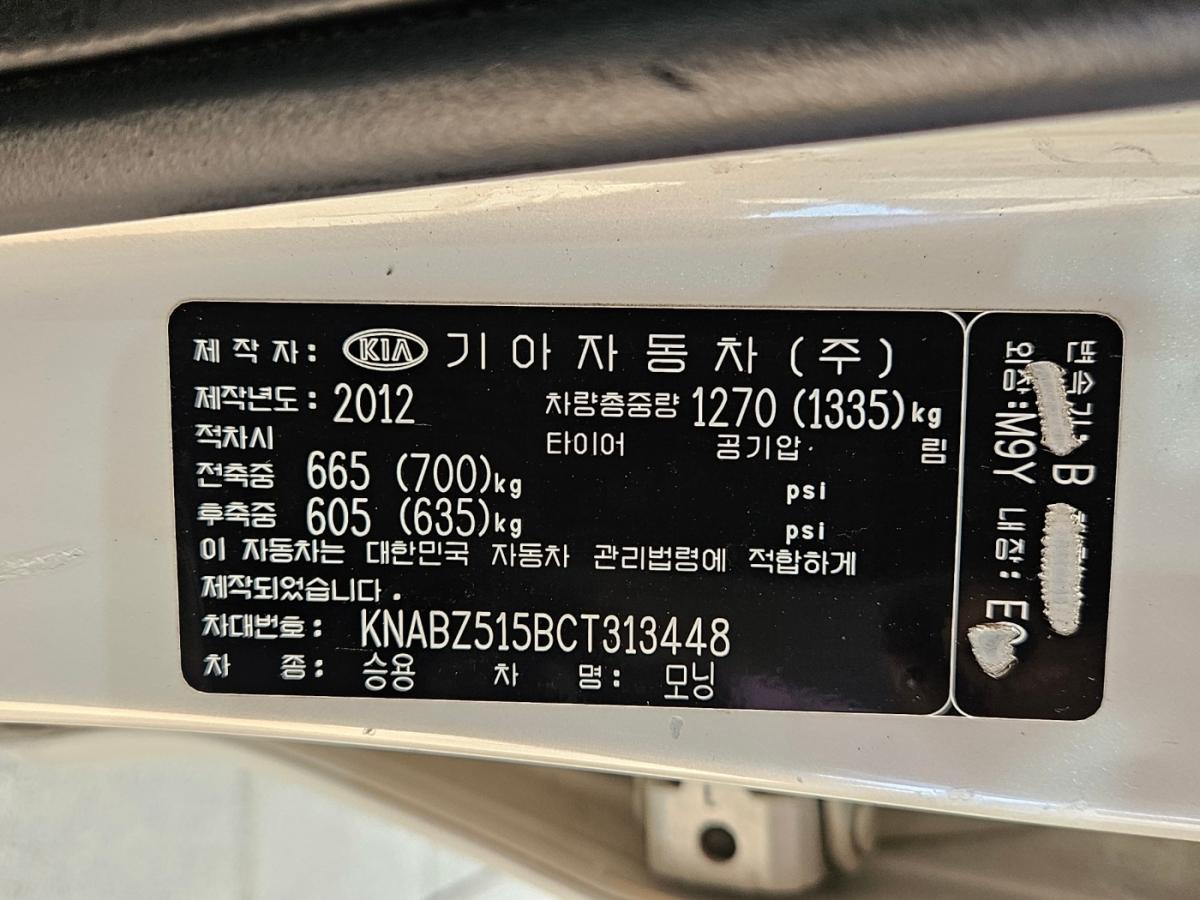 제 작 자 : KIA 기 아 자 동 차 ( 주 )
제작년도 : 2012 차량총중량 1270 (1335)kg
적차시 타이어 공기압 림
전축중 665 (700)kg psi
후축중 605 (635)kg psi
이 자동차는 대한민국 자동차 관리법령에 적합하게
제작되었습니다 .
차대번호 : KNABZ515BCT313448
차 종 : 승용 차 명 : 모닝
변속기 : B
외장 : M9Y 내장 :